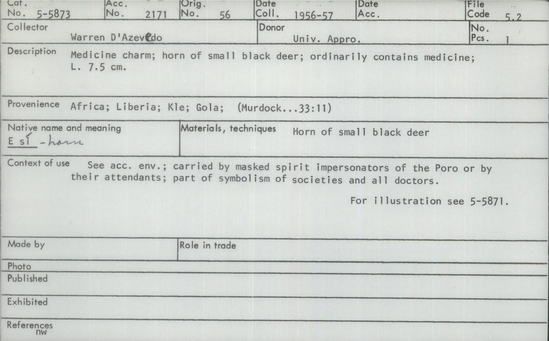 Cat. No. 5-5873 Acc. No. 2171 Orig. No. 56 Date Coll. 1956-57 Date Acc. File Code 5.2
Collector Warren D'Azevedo Donor Univ. Appro. No. Pcs. 1
Description Medicine charm; horn of small black deer; ordinarily contains medicine;
L. 7.5 cm.
Provenience Africa; Liberia; Kle; Gola; (Murdock...33:11)
Native name and meaning Materials, techniques Horn of small black deer
E si - horn
Context of use See acc. env.; carried by masked spirit impersonators of the Poro or by
their attendants; part of symbolism of societies and all doctors.
For illustration see 5-5871.
Made by Role in trade
Photo
Published
Exhibited
References
nw